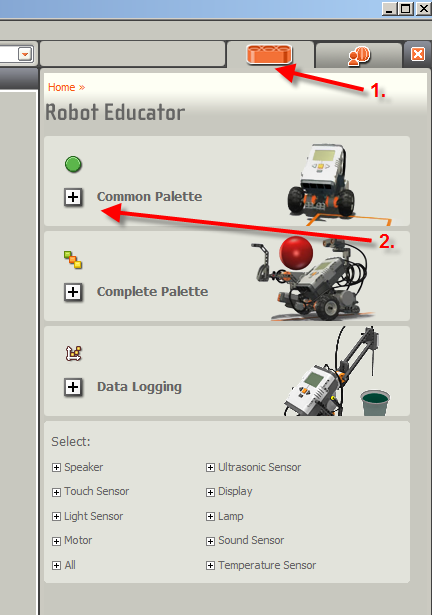 1.
Home »
Robot Educator
Common Palette
2.
Complete Palette
Data Logging
Select:
Speaker
Ultrasonic Sensor
Touch Sensor
Display
Light Sensor
Lamp
Motor
Sound Sensor
All
Temperature Sensor